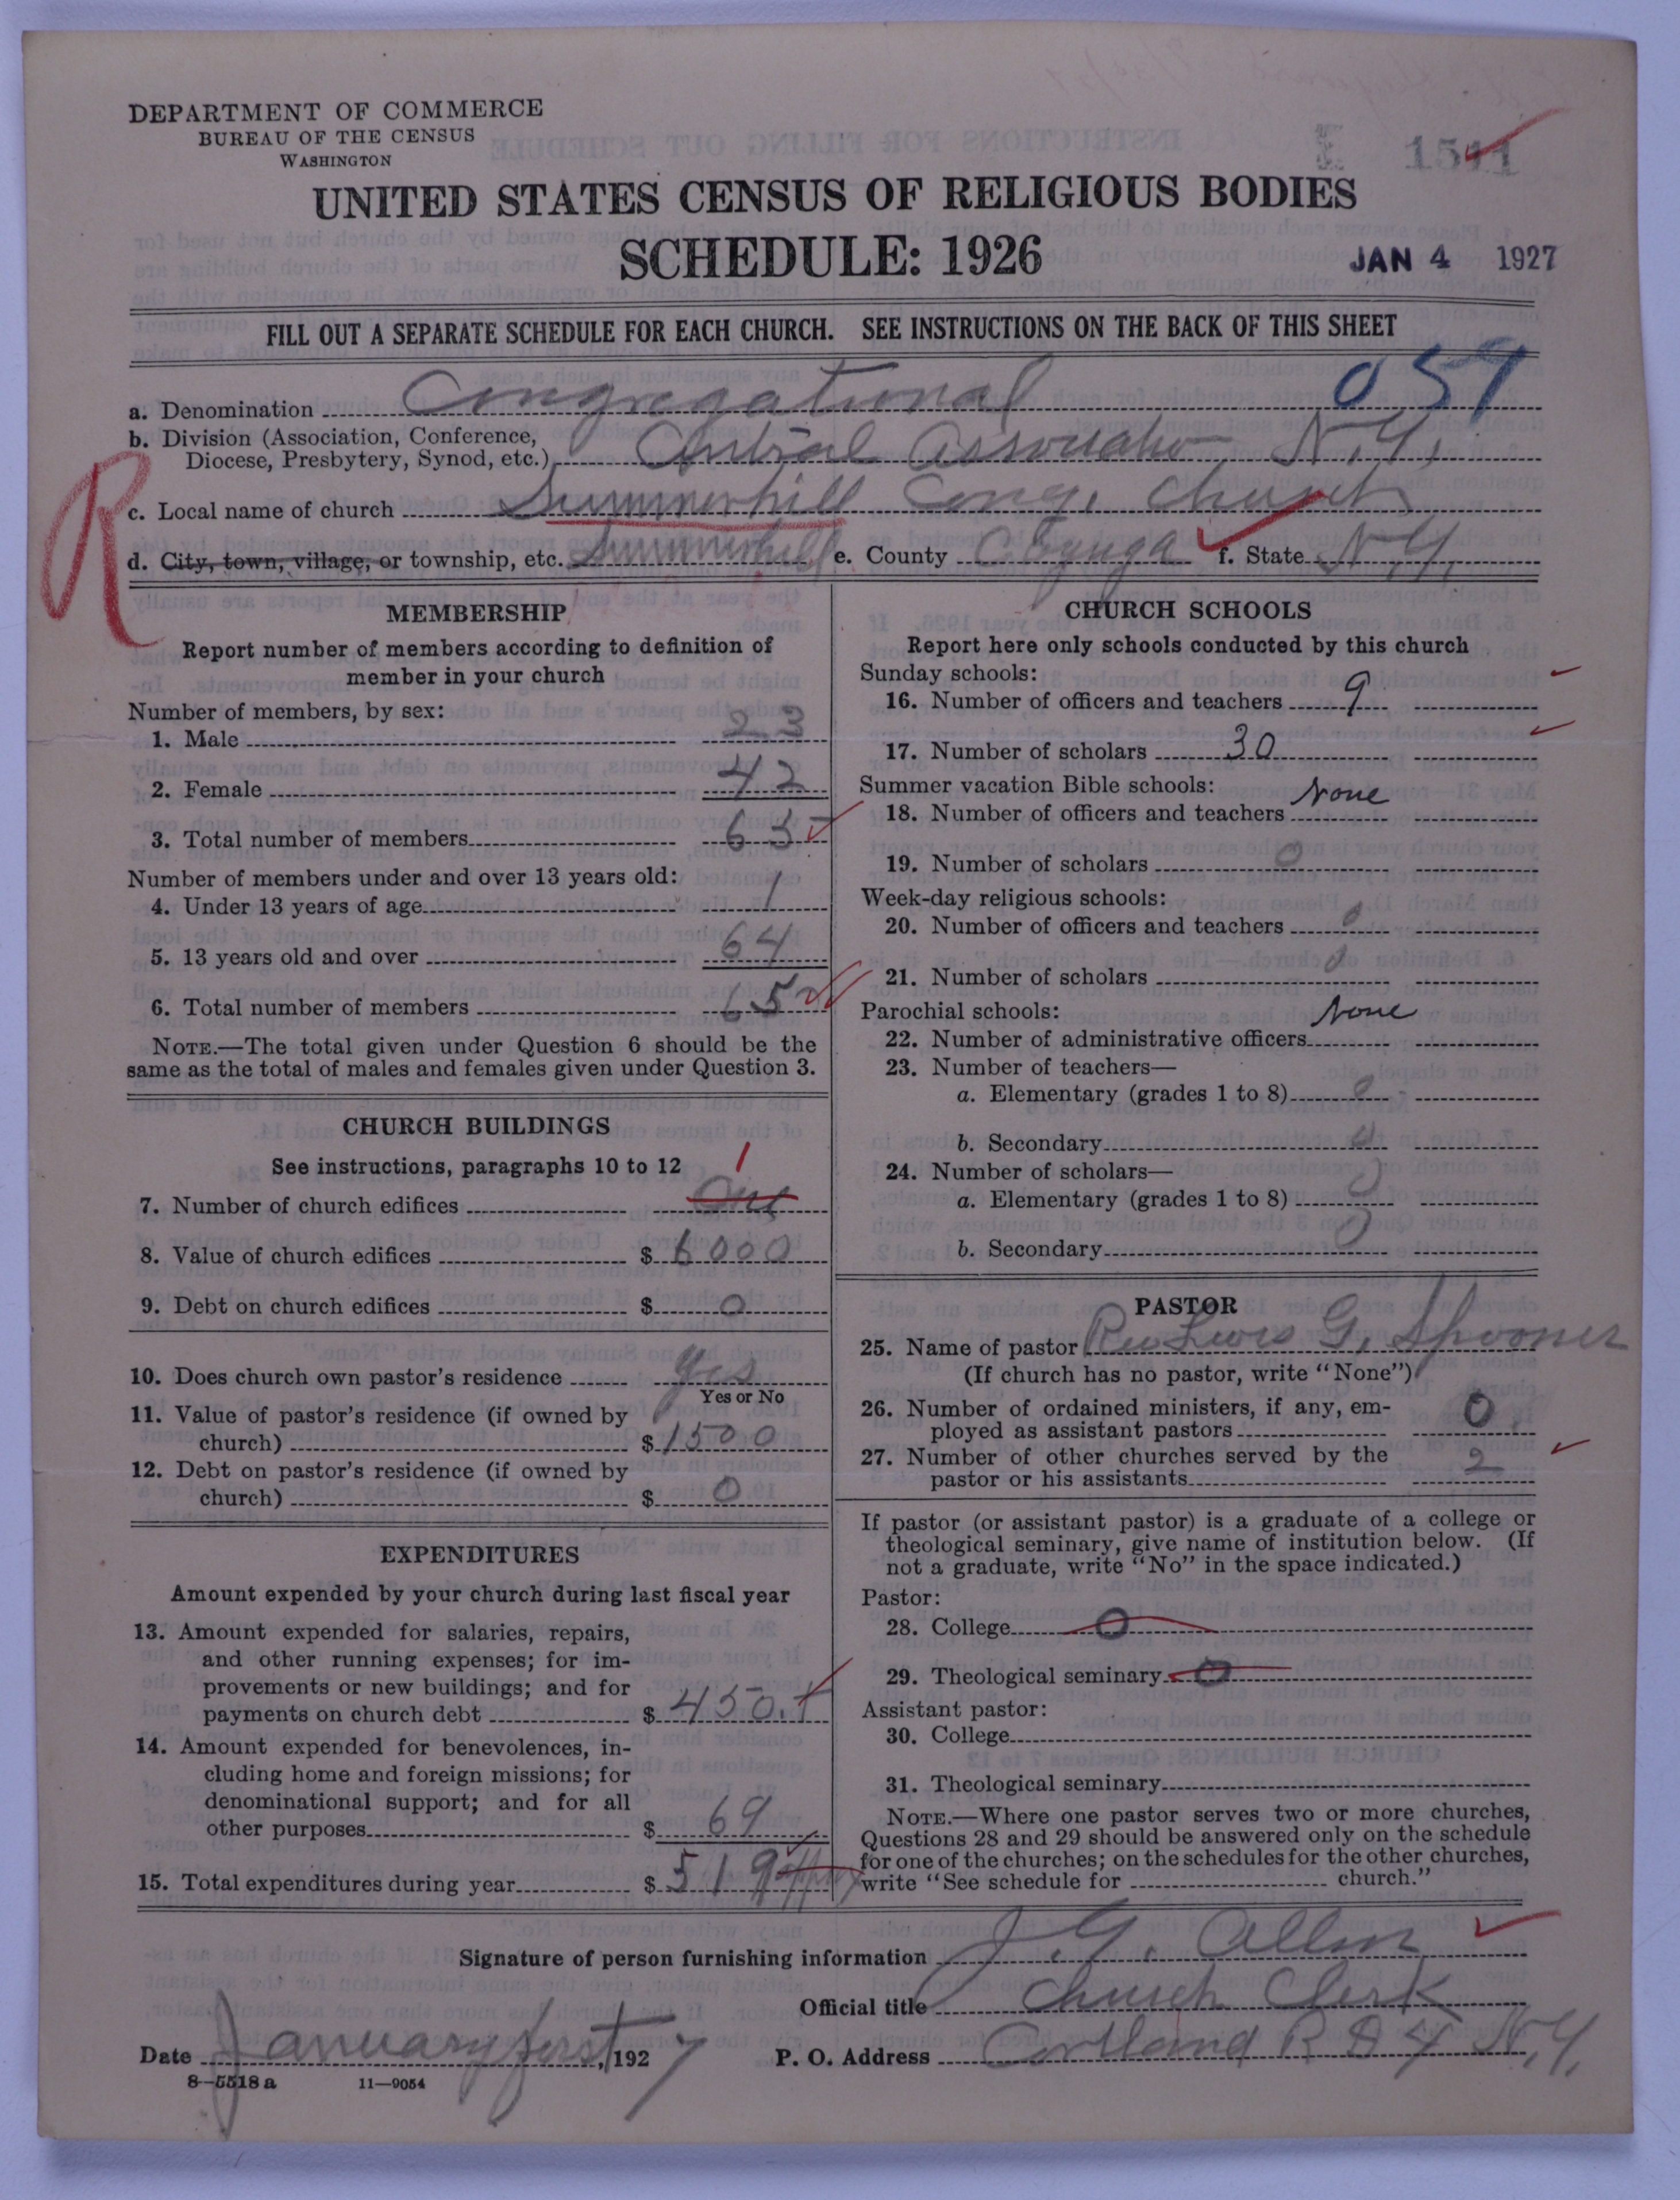 DEPARTMENT OF COMMERCE
BUREAU OF THE CENSUS
WASHINGTON
UNITED STATES CENSUS OF RELIGIOUS BODIES
SCHEDULE: 1926
JAN 4 1927
FILL OUT A SEPARATE SCHEDULE FOR EACH CHURCH. SEE INSTRUCTIONS ON THE BACK OF THIS SHEET
a. Denomination Congregational 057
b. Division (Association, Conference, Diocese, Presbytery, Synod, etc.) Central Association N.Y.
R
c. Local name of church Summerhill Cong. Church
d. City, town, village, or township, etc. Summerhill e. County Cayuga f. State N.Y.
MEMBERSHIP
Report number of members according to definition of
member in your church
Number of members, by sex:
1. Male 23
2. Female 42
3. Total number of members 65
Number of members under and over 13 years old:
4. Under 13 years of age 1
5. 13 years old and over 64
6. Total number of members 65
NOTE.—The total given under Question 6 should be the
same as the total of males and females given under Question 3.
CHURCH BUILDINGS
See instructions, paragraphs 10 to 12
1
7. Number of church edifices One
8. Value of church edifices $ 6000
9. Debt on church edifices $ 0
10. Does church own pastor's residence Yes
Yes or No
11. Value of pastor's residence (if owned by
church) $ 1500
12. Debt on pastor's residence (if owned by
church) $ 0
EXPENDITURES
Amount expended by your church during last fiscal year
13. Amount expended for salaries, repairs,
and other running expenses; for im-
provements or new buildings; and for
payments on church debt $ 450.
14. Amount expended for benevolences, in-
cluding home and foreign missions; for
denominational support; and for all
other purposes $ 69
15. Total expenditures during year $ 519
CHURCH SCHOOLS
Report here only schools conducted by this church
Sunday schools:
16. Number of officers and teachers 9
17. Number of scholars 30
Summer vacation Bible schools:
18. Number of officers and teachers None
19. Number of scholars 0
Week-day religious schools:
20. Number of officers and teachers 0
21. Number of scholars 0
Parochial schools:
22. Number of administrative officers None
23. Number of teachers—
a. Elementary (grades 1 to 8) 0
b. Secondary 0
24. Number of scholars—
a. Elementary (grades 1 to 8) 0
b. Secondary 0
PASTOR
25. Name of pastor Rev Lewis G. Spooner
(If church has no pastor, write "None")
26. Number of ordained ministers, if any, em-
ployed as assistant pastors 0
27. Number of other churches served by the
pastor or his assistants 2
If pastor (or assistant pastor) is a graduate of a college or
theological seminary, give name of institution below. (If
not a graduate, write "No" in the space indicated.)
Pastor:
28. College 0
29. Theological seminary 0
Assistant pastor:
30. College
31. Theological seminary
NOTE.—Where one pastor serves two or more churches,
Questions 28 and 29 should be answered only on the schedule
for one of the churches; on the schedules for the other churches,
write "See schedule for church."
Signature of person furnishing information J. G. Allen
Official title Church Clerk
Date January first, 1927
P. O. Address Cortland R D 4 N.Y.
8—5518 a 11—9054